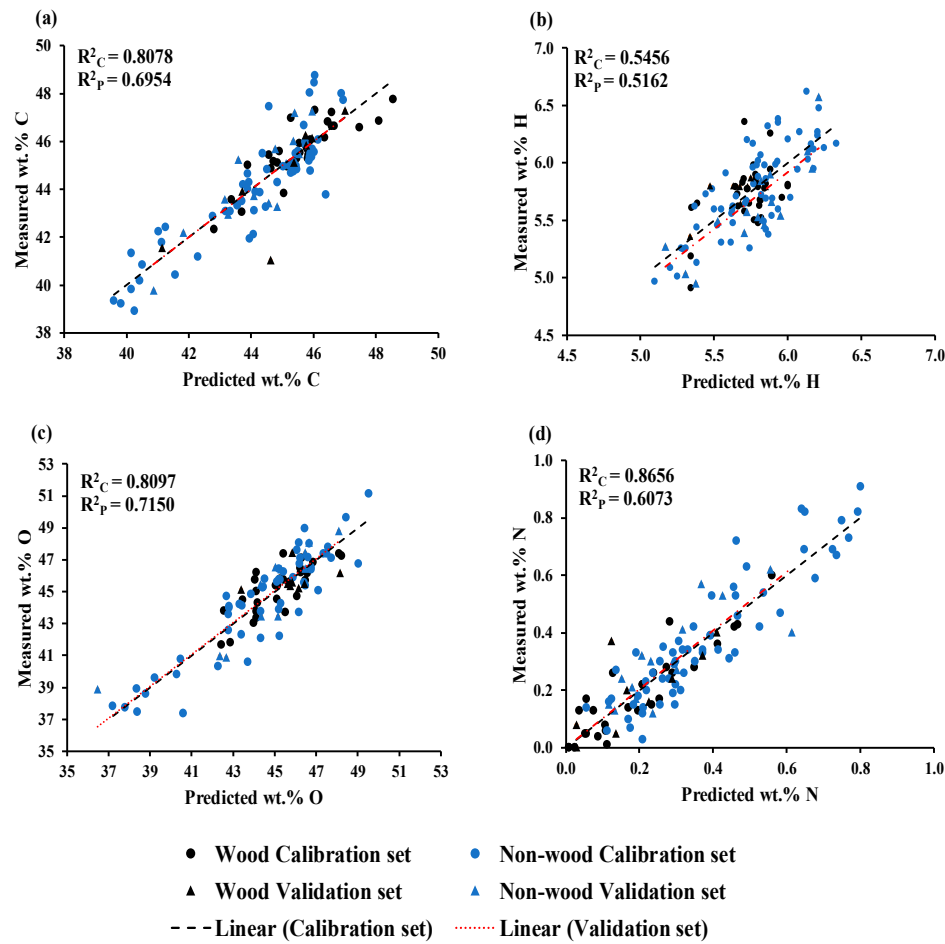 (a)
R²C = 0.8078
R²P = 0.6954
50
48
46
44
42
40
38
38 40 42 44 46 48 50
Measured wt.% C
Predicted wt.% C
(b)
R²C = 0.5456
R²P = 0.5162
7.0
6.5
6.0
5.5
5.0
4.5
4.5 5.0 5.5 6.0 6.5 7.0
Measured wt.% H
Predicted wt.% H
(c)
R²C = 0.8097
R²P = 0.7150
53
51
49
47
45
43
41
39
37
35
35 37 39 41 43 45 47 49 51 53
Measured wt.% O
Predicted wt.% O
(d)
R²C = 0.8656
R²P = 0.6073
1.0
0.8
0.6
0.4
0.2
0.0
0.0 0.2 0.4 0.6 0.8 1.0
Measured wt.% N
Predicted wt.% N
Wood Calibration set
Non-wood Calibration set
Wood Validation set
Non-wood Validation set
Linear (Calibration set)
Linear (Validation set)